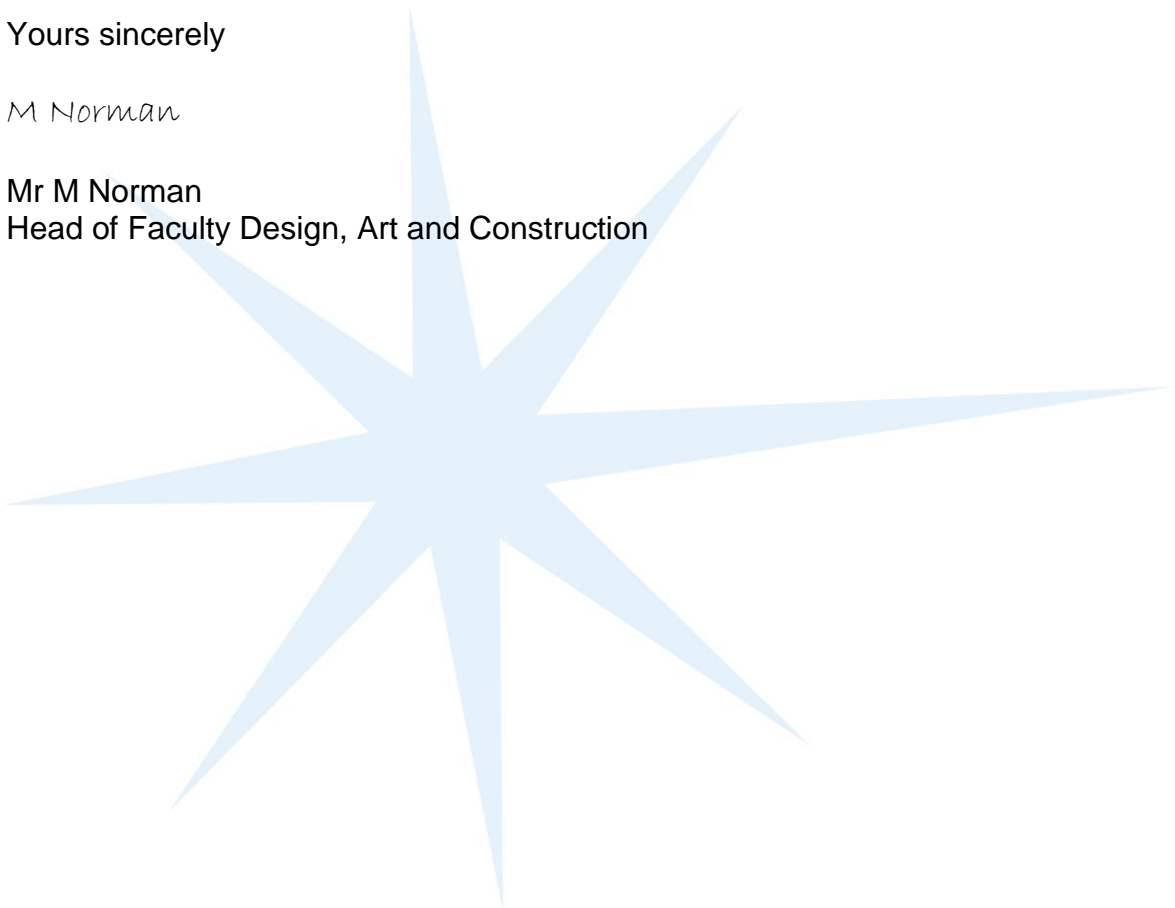 Yours sincerely
M Norman
Mr M Norman
Head of Faculty Design, Art and Construction